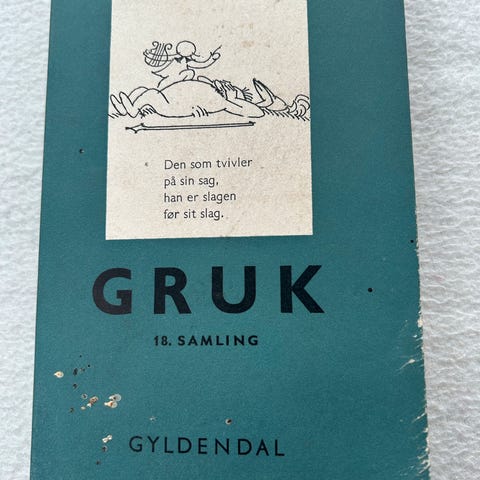 Den som tvivler
på sin sag,
han er slagen
før sit slag.
GRUK
18. SAMLING
GYLDENDAL